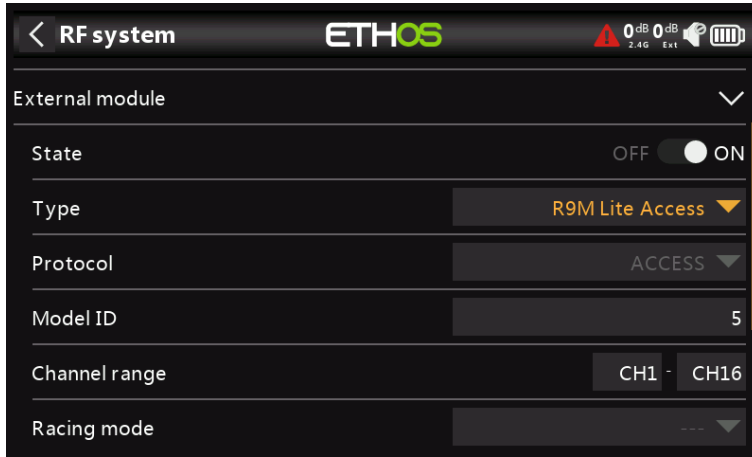 RF system ETHOS 0dB 0dB
2.4G Ext
External module
State OFF ON
Type R9M Lite Access
Protocol ACCESS
Model ID 5
Channel range CH1 - CH16
Racing mode ---